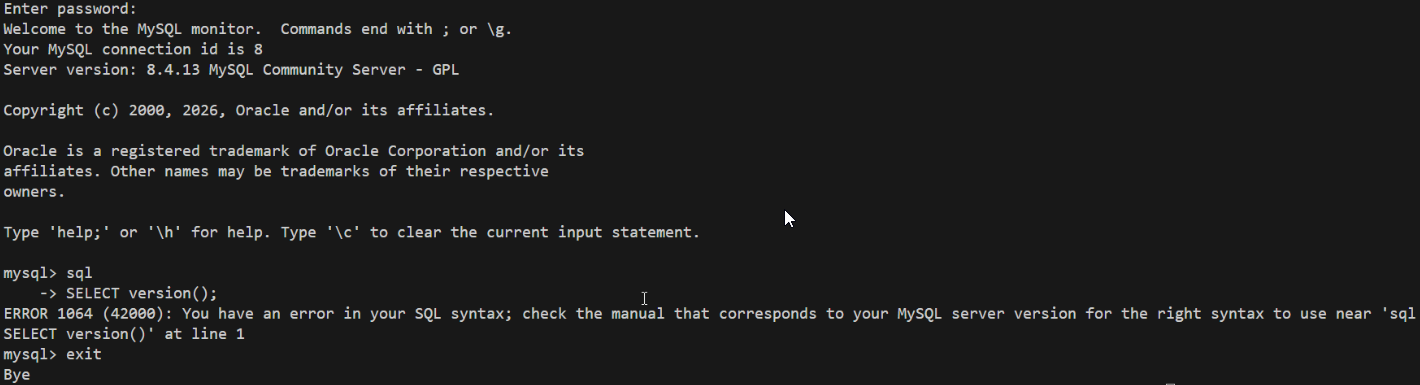 Enter password:
Welcome to the MySQL monitor.  Commands end with ; or \g.
Your MySQL connection id is 8
Server version: 8.4.13 MySQL Community Server - GPL

Copyright (c) 2000, 2026, Oracle and/or its affiliates.

Oracle is a registered trademark of Oracle Corporation and/or its
affiliates. Other names may be trademarks of their respective
owners.

Type 'help;' or '\h' for help. Type '\c' to clear the current input statement.

mysql> sql
    -> SELECT version();
ERROR 1064 (42000): You have an error in your SQL syntax; check the manual that corresponds to your MySQL server version for the right syntax to use near 'sql
SELECT version()' at line 1
mysql> exit
Bye